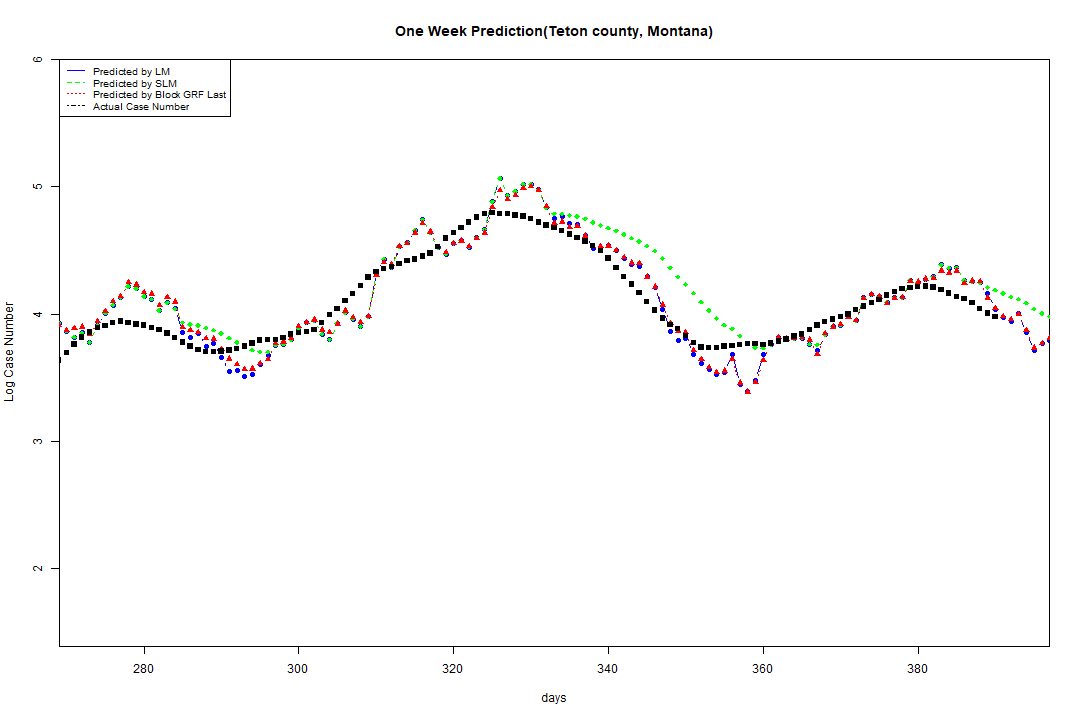 One Week Prediction(Teton county, Montana)
Predicted by LM
Predicted by SLM
Predicted by Block GRF Last
Actual Case Number
Log Case Number
6
5
4
3
2
280 300 320 340 360 380
days